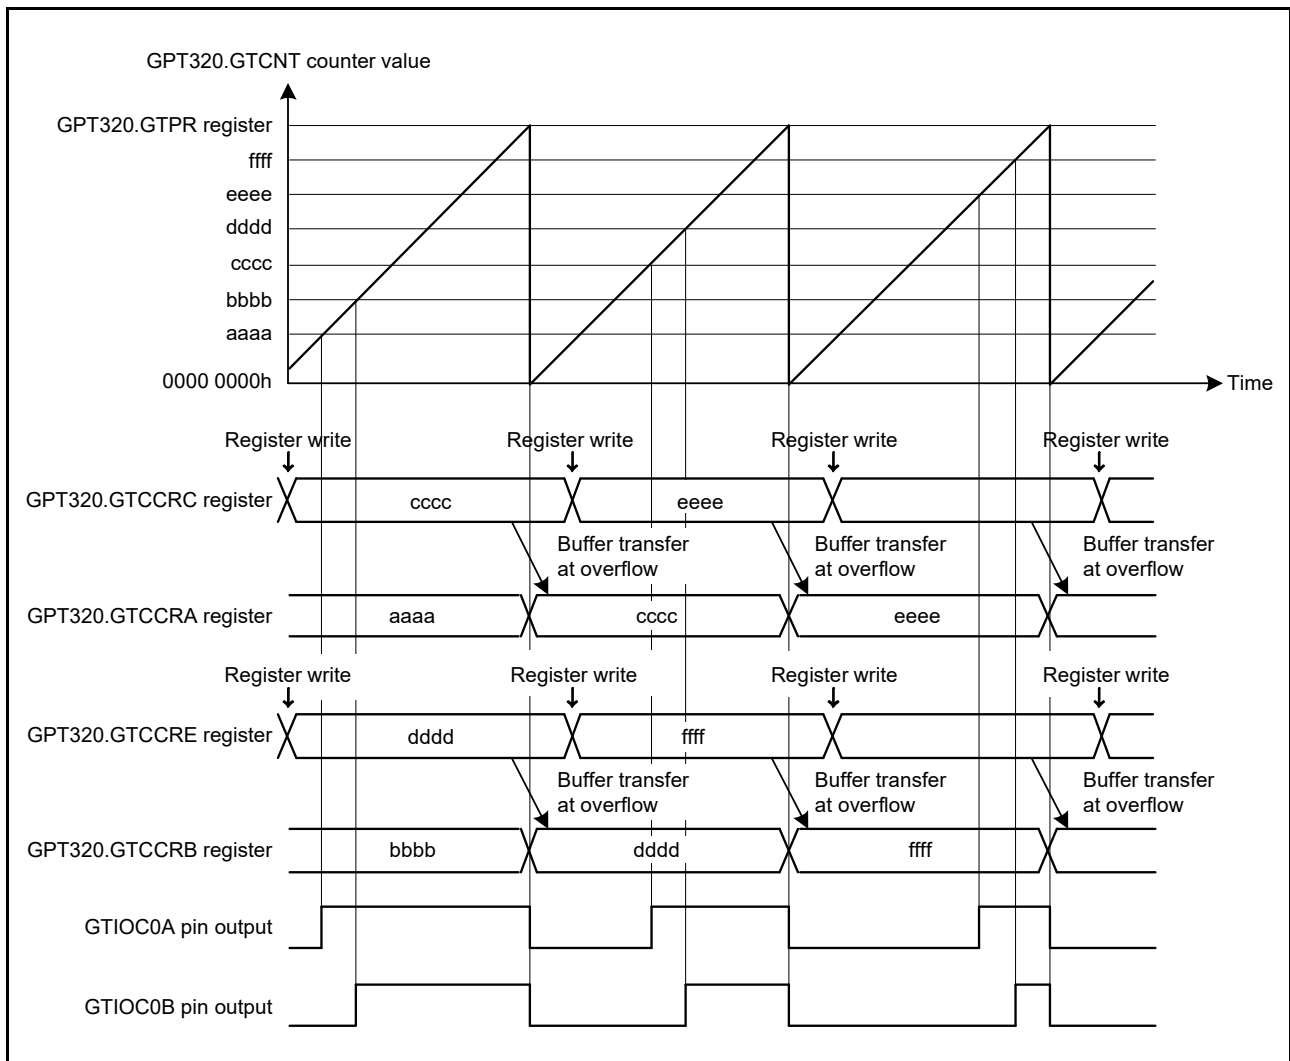 GPT320.GTCNT counter value
GPT320.GTPR register
ffff
eeee
dddd
cccc
bbbb
aaaa
0000 0000h
Time
Register write Register write Register write Register write
GPT320.GTCCRC register cccc eeee
Buffer transfer at overflow Buffer transfer at overflow Buffer transfer at overflow
GPT320.GTCCRA register aaaa cccc eeee
Register write Register write Register write Register write
GPT320.GTCCRE register dddd ffff
Buffer transfer at overflow Buffer transfer at overflow Buffer transfer at overflow
GPT320.GTCCRB register bbbb dddd ffff
GTIOC0A pin output
GTIOC0B pin output